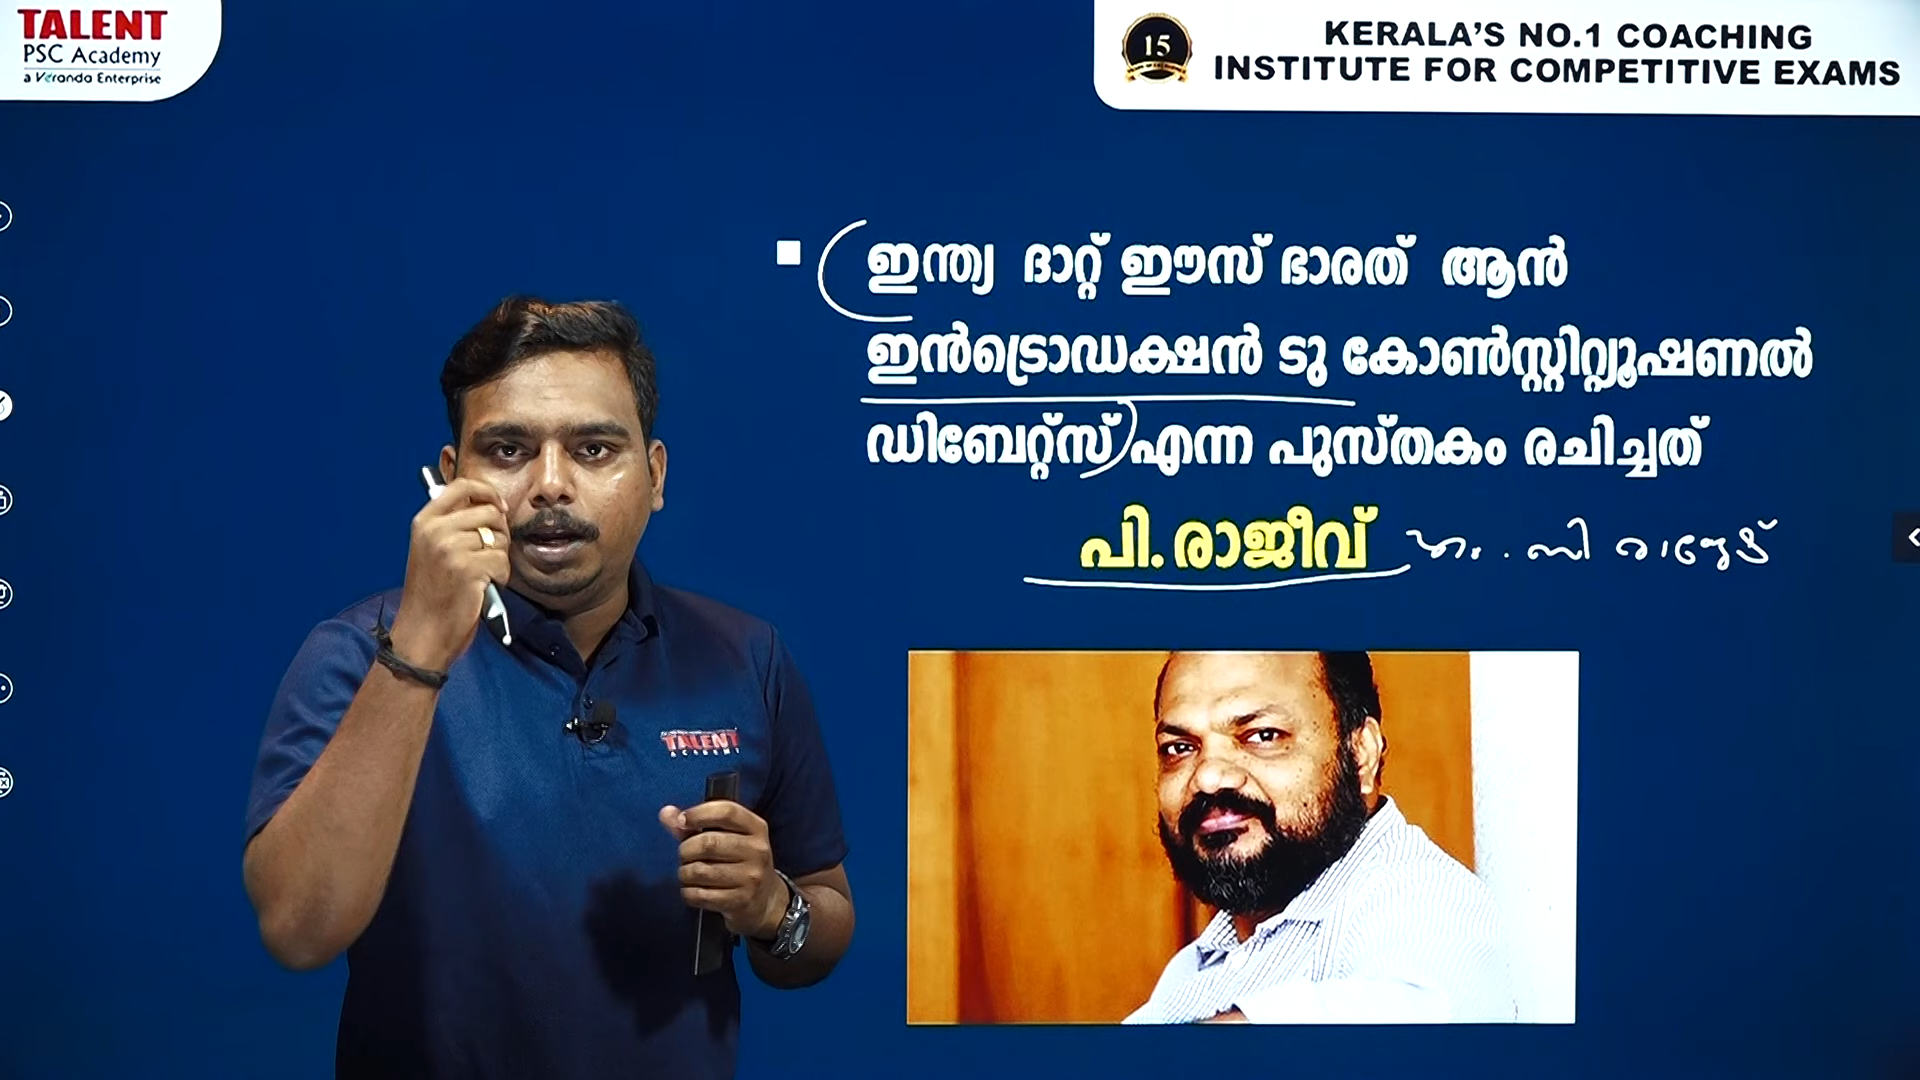 TALENT
PSC Academy
a Veranda Enterprise
15
KERALA'S NO.1 COACHING
INSTITUTE FOR COMPETITIVE EXAMS
ഇന്ത്യ ദാറ്റ് ഈസ് ഭാരത് ആൻ
ഇൻട്രൊഡക്ഷൻ ടു കോൺസ്റ്റിറ്റ്യൂഷണൽ
ഡിബേറ്റ്സ് എന്ന പുസ്തകം രചിച്ചത്
പി. രാജീവ്
TALENT
ACADEMY